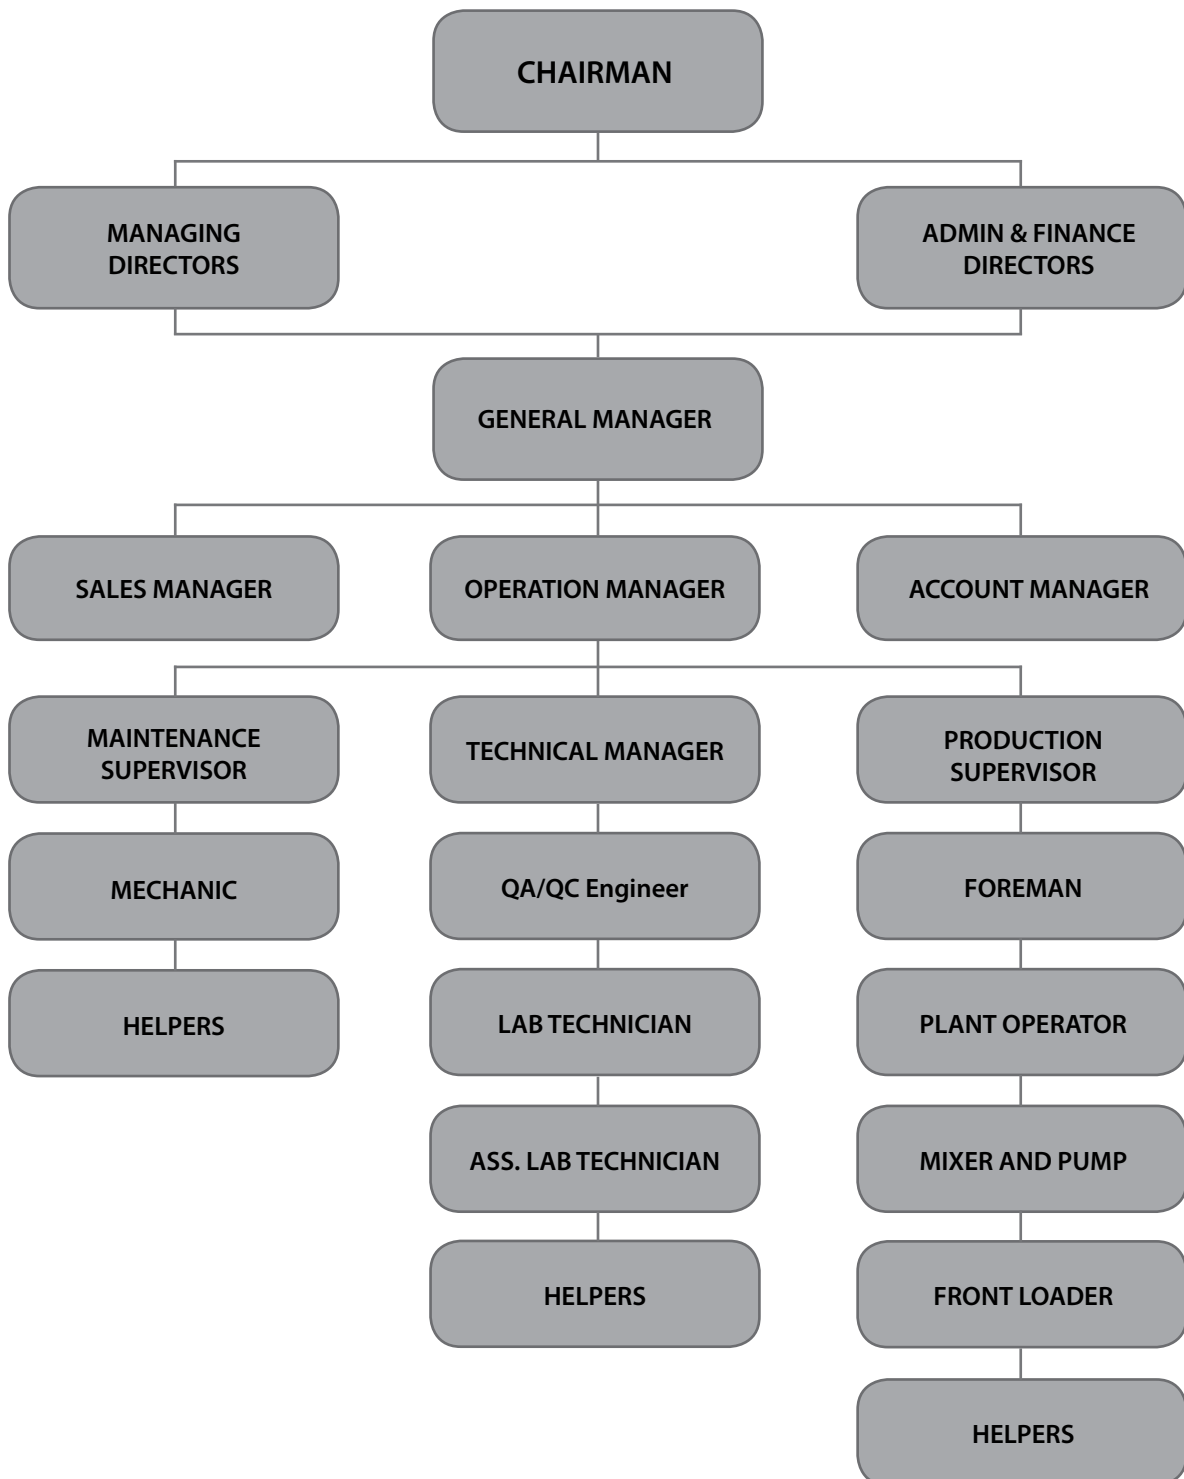 CHAIRMAN
MANAGING
DIRECTORS
ADMIN & FINANCE
DIRECTORS
GENERAL MANAGER
SALES MANAGER
OPERATION MANAGER
ACCOUNT MANAGER
MAINTENANCE
SUPERVISOR
TECHNICAL MANAGER
PRODUCTION
SUPERVISOR
MECHANIC
QA/QC Engineer
FOREMAN
HELPERS
LAB TECHNICIAN
PLANT OPERATOR
ASS. LAB TECHNICIAN
MIXER AND PUMP
HELPERS
FRONT LOADER
HELPERS